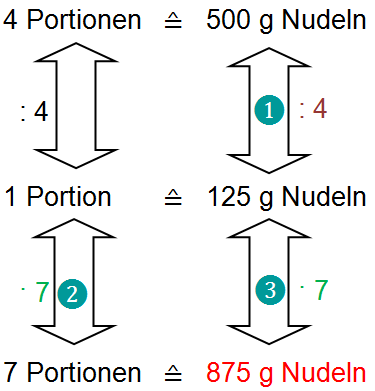 4 Portionen ≙ 500 g Nudeln
: 4 1 : 4
1 Portion ≙ 125 g Nudeln
· 7 2 3 · 7
7 Portionen ≙ 875 g Nudeln